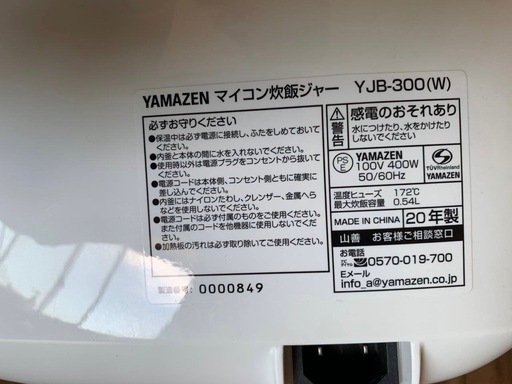 YAMAZEN マイコン炊飯ジャー YJB-300(W)
必ずお守りください
●保温中は必ず電源に接続し、ふたをしめておいてください。
●内釜と本体の間に水を入れないでください。
●使用時以外は電源プラグをコンセントから抜いてください。
●電源コードは本体側、コンセント側ともに確実に差し込んでください。
●内釜にはナイロンたわし、クレンザー、金属へらなどを使用しないでください。
●電源コードは必ず付属のものをご使用ください。また付属のコードを他機器に使用しないでください。
●加熱板の汚れは必ず取り除いてご使用ください。
製造番号: 0000849
警告
感電のおそれあり
水につけたり、水をかけたりしないでください
PS E
YAMAZEN
100V 400W
50/60Hz
TÜVRheinland
YAMAZEN
温度ヒューズ 172℃
最大炊飯容量 0.54L
MADE IN CHINA 20年製
山善 お客様ご相談窓口
お電話
0570-019-700
Eメール
info_a@yamazen.co.jp